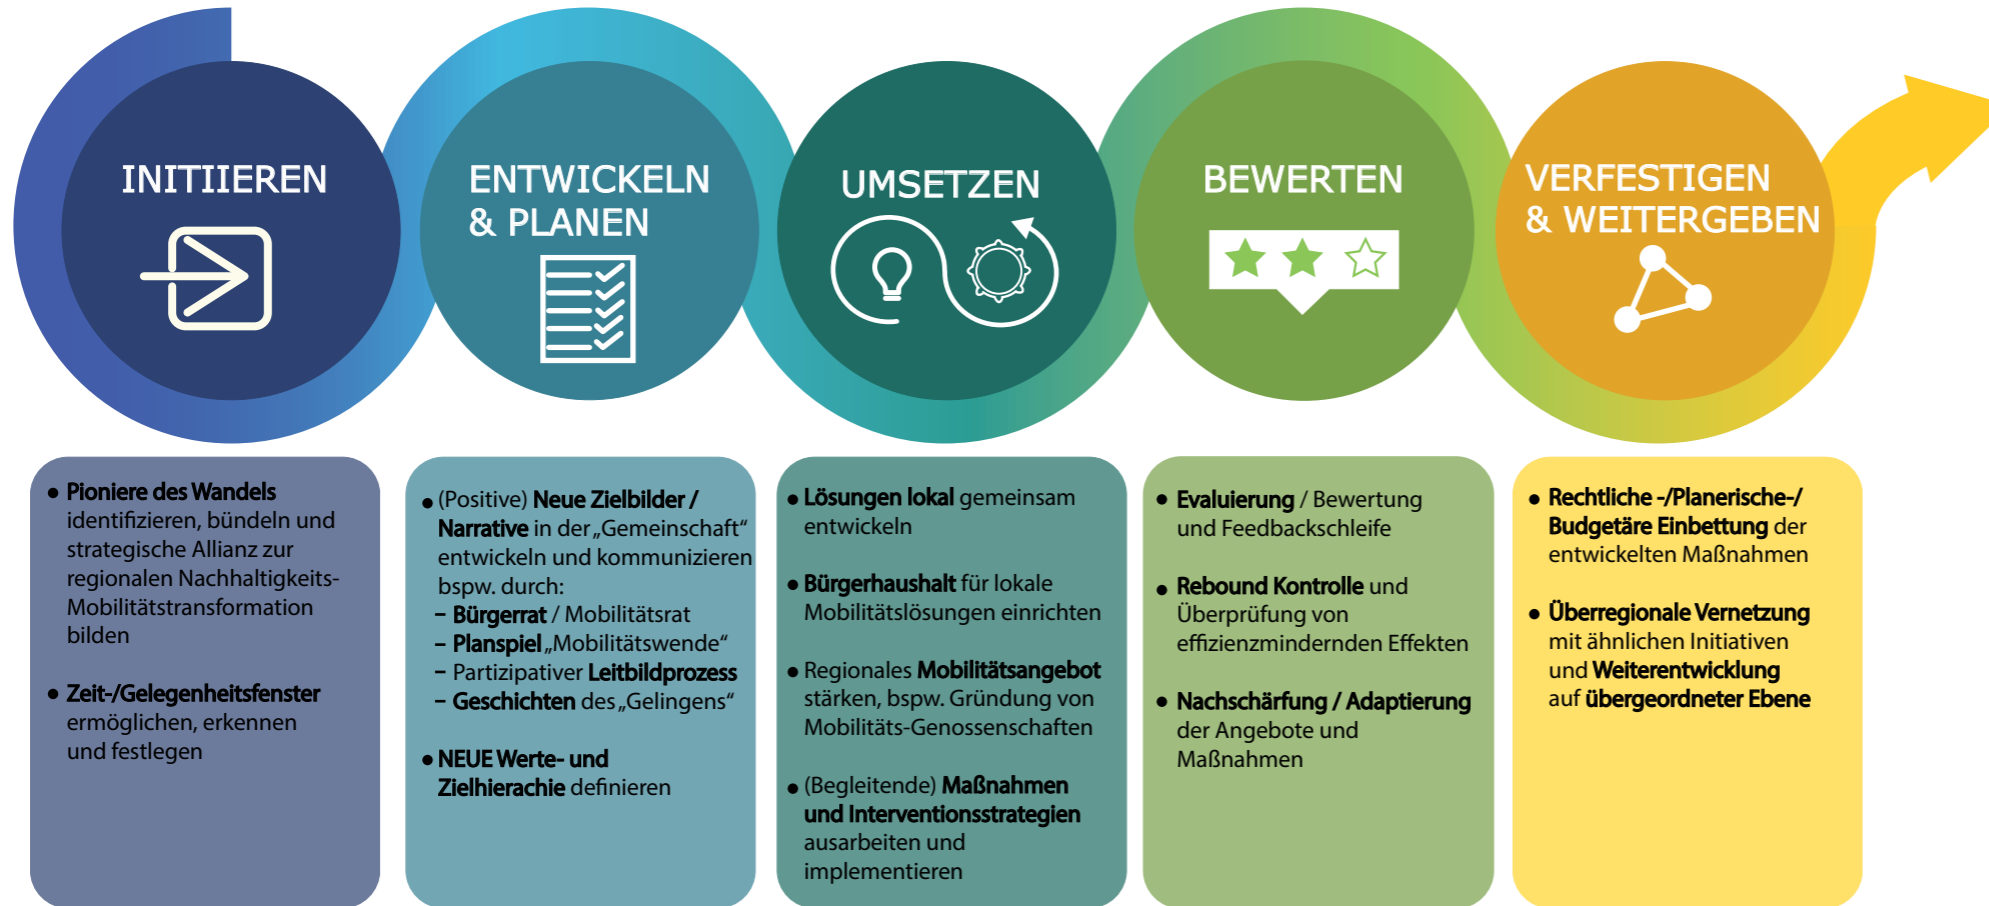 INITIIEREN
ENTWICKELN
& PLANEN
UMSETZEN
BEWERTEN
VERFESTIGEN
& WEITERGEBEN
● Pioniere des Wandels
identifizieren, bündeln und
strategische Allianz zur
regionalen Nachhaltigkeits-
Mobilitätstransformation
bilden
● Zeit-/Gelegenheitsfenster
ermöglichen, erkennen
und festlegen
● (Positive) Neue Zielbilder /
Narrative in der „Gemeinschaft“
entwickeln und kommunizieren
bspw. durch:
– Bürgerrat / Mobilitätsrat
– Planspiel „Mobilitätswende“
– Partizipativer Leitbildprozess
– Geschichten des „Gelingens“
● NEUE Werte- und
Zielhierachie definieren
● Lösungen lokal gemeinsam
entwickeln
● Bürgerhaushalt für lokale
Mobilitätslösungen einrichten
● Regionales Mobilitätsangebot
stärken, bspw. Gründung von
Mobilitäts-Genossenschaften
● (Begleitende) Maßnahmen
und Interventionsstrategien
ausarbeiten und
implementieren
● Evaluierung / Bewertung
und Feedbackschleife
● Rebound Kontrolle und
Überprüfung von
effizienzmindernden Effekten
● Nachschärfung / Adaptierung
der Angebote und
Maßnahmen
● Rechtliche -/Planerische-/
Budgetäre Einbettung der
entwickelten Maßnahmen
● Überregionale Vernetzung
mit ähnlichen Initiativen
und Weiterentwicklung
auf übergeordneter Ebene